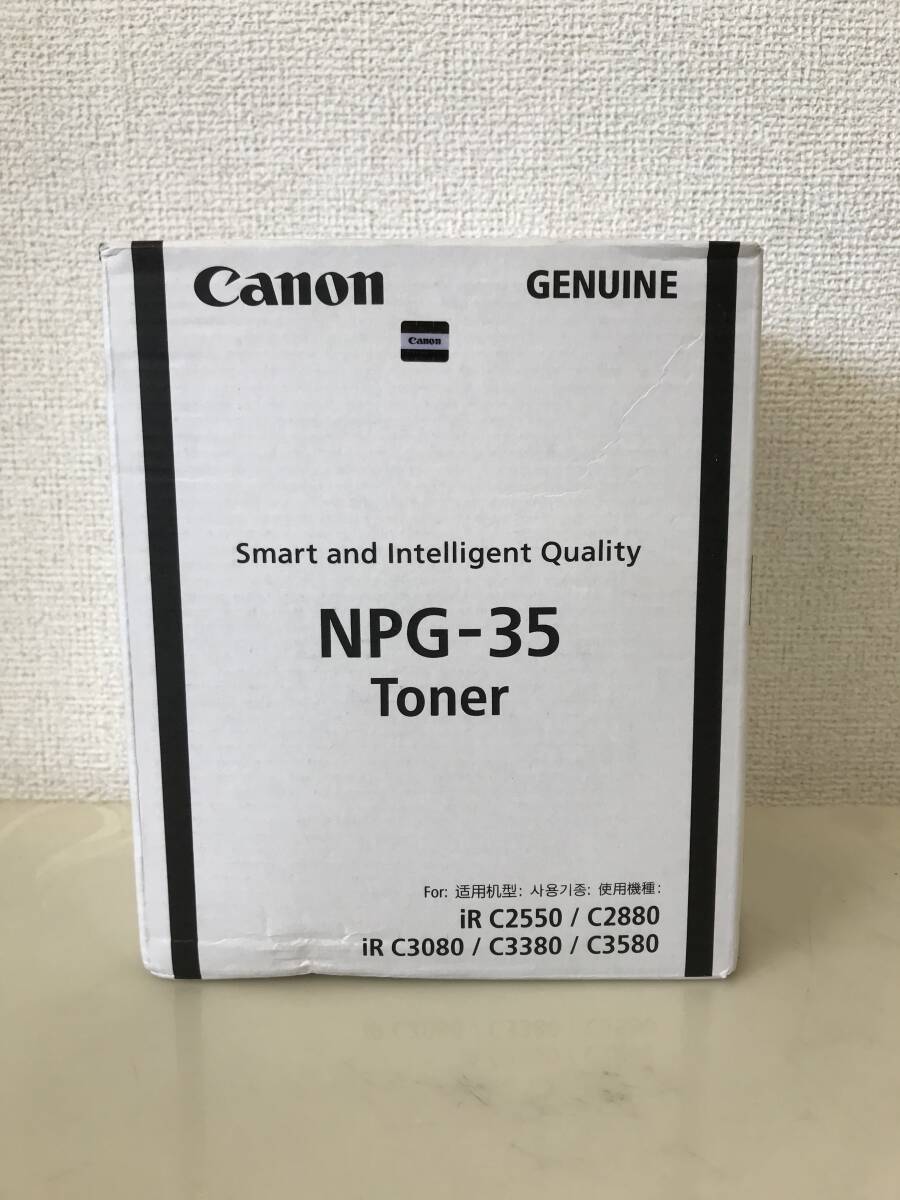 Canon GENUINE
Canon
Smart and Intelligent Quality
NPG-35
Toner
For: 适用机型: 사용기종: 使用機種:
iR C2550 / C2880
iR C3080 / C3380 / C3580